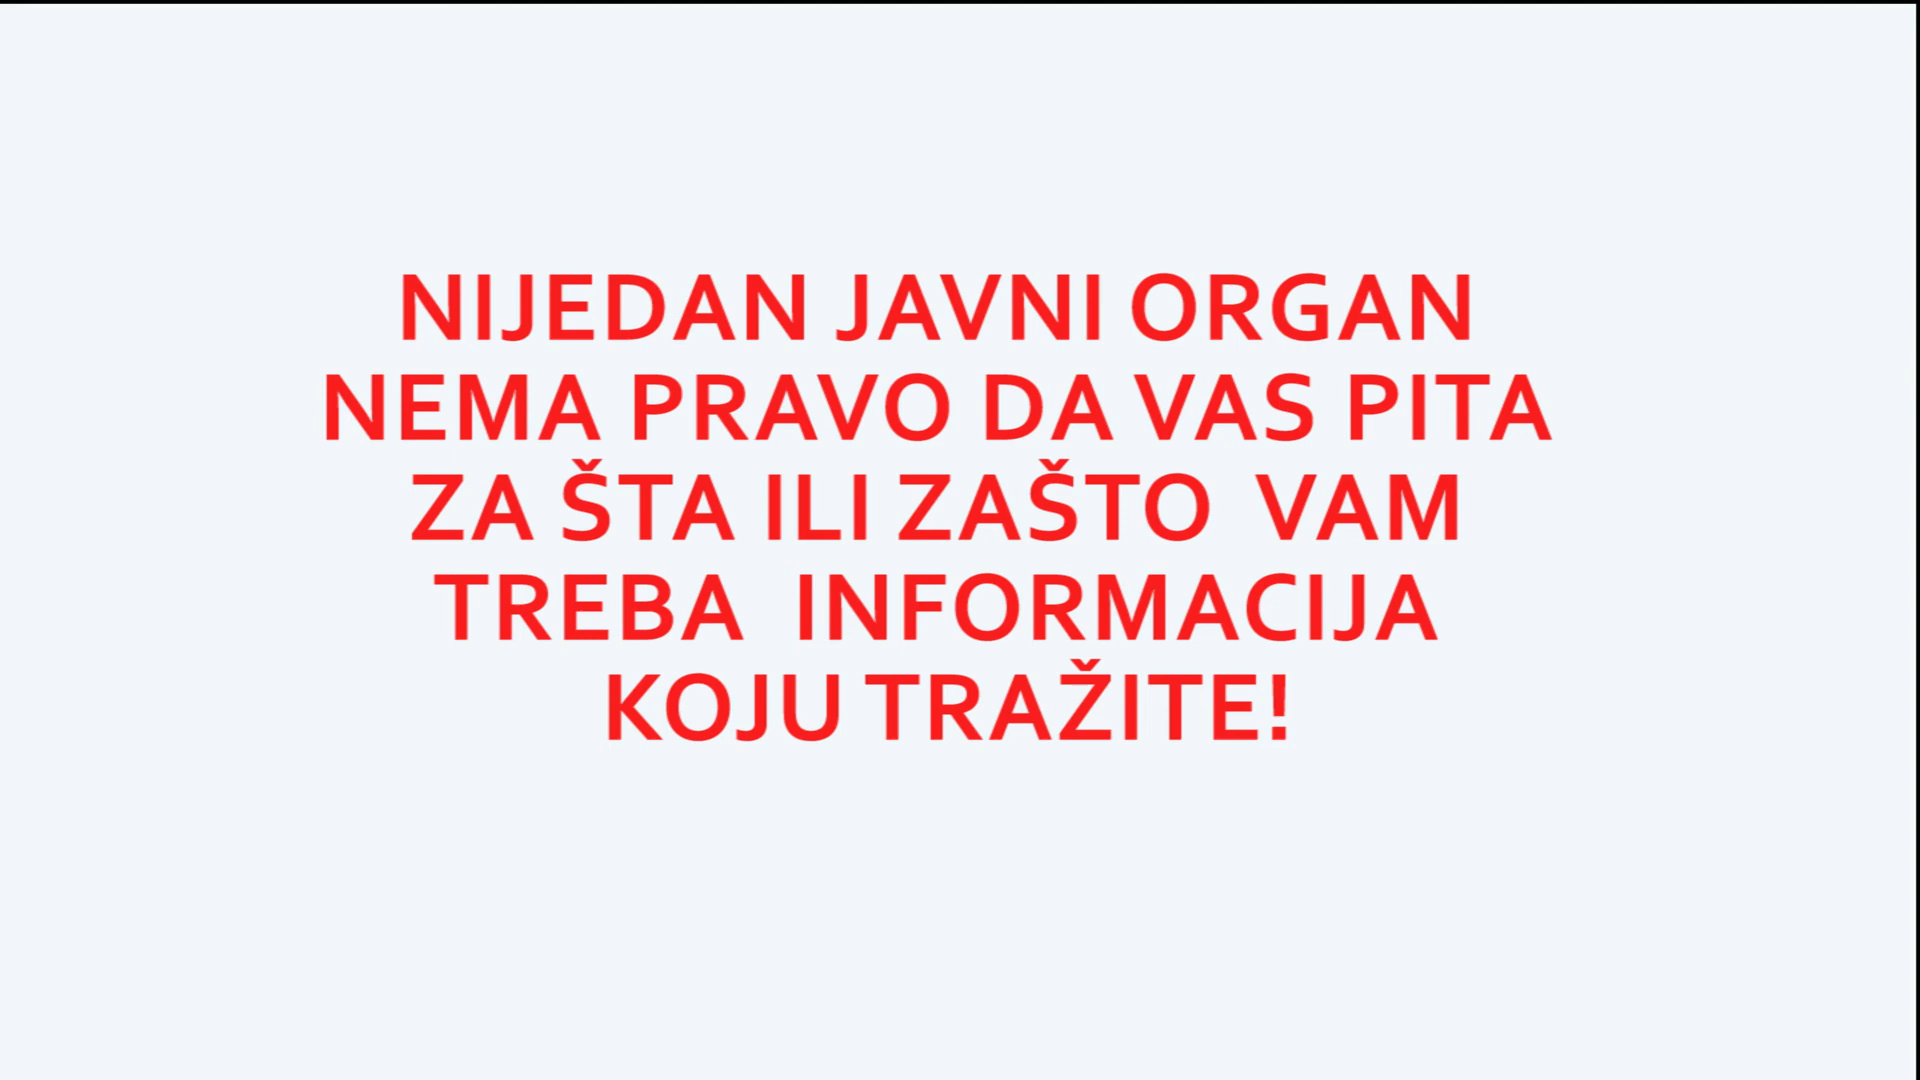 NIJEDAN JAVNI ORGAN
NEMA PRAVO DA VAS PITA
ZA ŠTA ILI ZAŠTO VAM
TREBA INFORMACIJA
KOJU TRAŽITE!